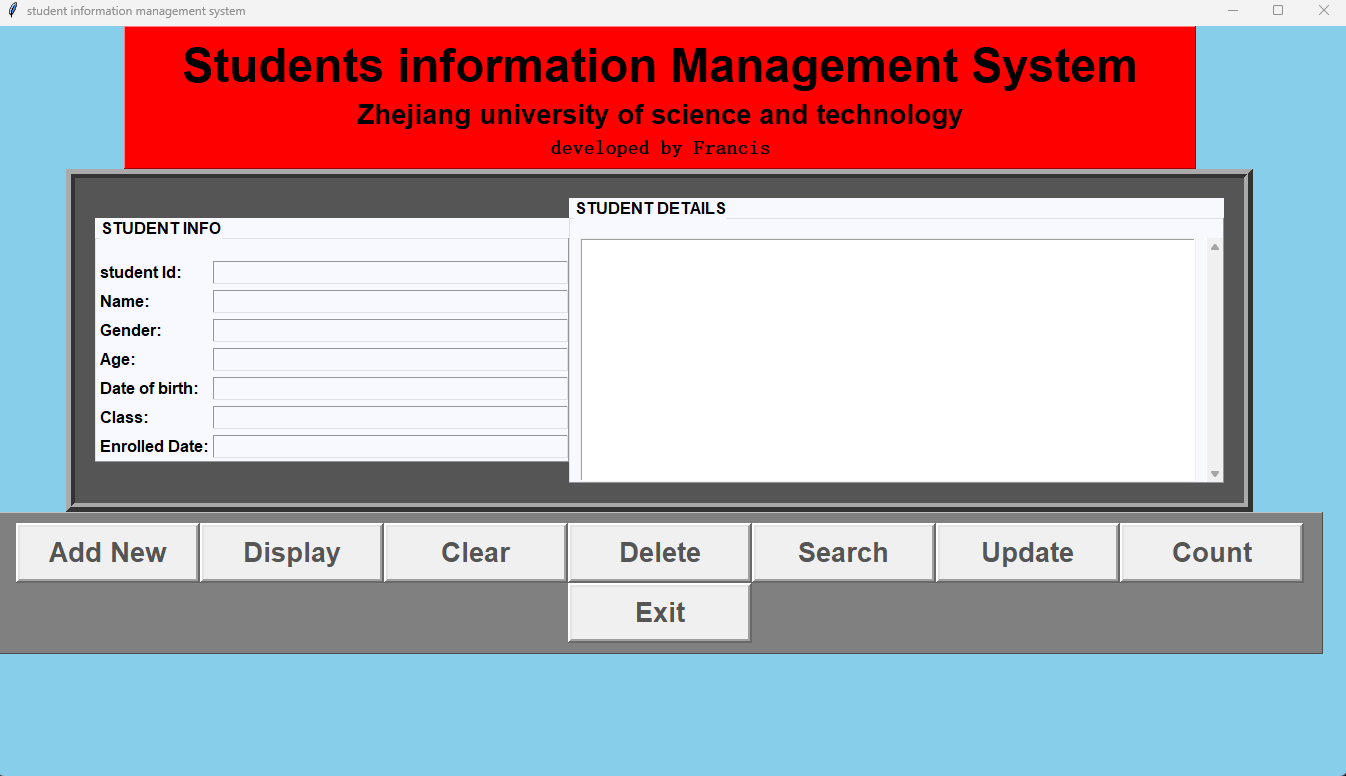 student information management system
Students information Management System
Zhejiang university of science and technology
developed by Francis
STUDENT INFO
student Id:
Name:
Gender:
Age:
Date of birth:
Class:
Enrolled Date:
STUDENT DETAILS
Add New Display Clear Delete Search Update Count
Exit